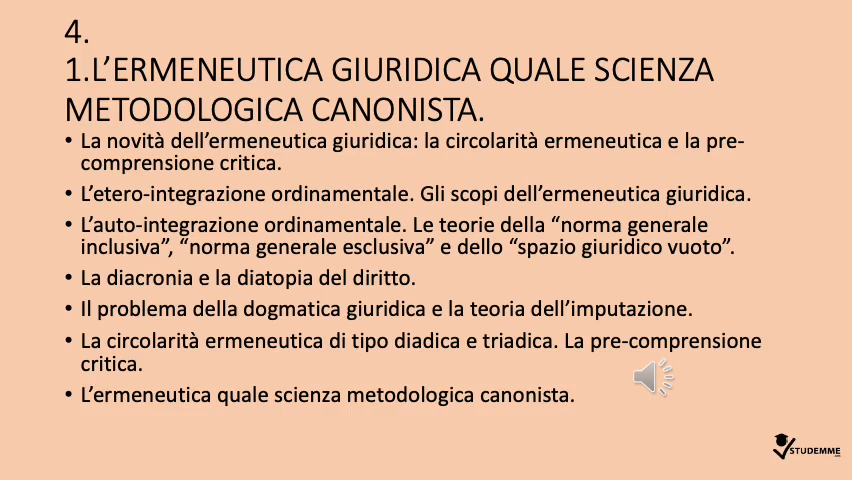 4.
1.L’ERMENEUTICA GIURIDICA QUALE SCIENZA
METODOLOGICA CANONISTA.
• La novità dell’ermeneutica giuridica: la circolarità ermeneutica e la pre-
comprensione critica.
• L’etero-integrazione ordinamentale. Gli scopi dell’ermeneutica giuridica.
• L’auto-integrazione ordinamentale. Le teorie della “norma generale
inclusiva”, “norma generale esclusiva” e dello “spazio giuridico vuoto”.
• La diacronia e la diatopia del diritto.
• Il problema della dogmatica giuridica e la teoria dell’imputazione.
• La circolarità ermeneutica di tipo diadica e triadica. La pre-comprensione
critica.
• L’ermeneutica quale scienza metodologica canonista.
STUDEMME